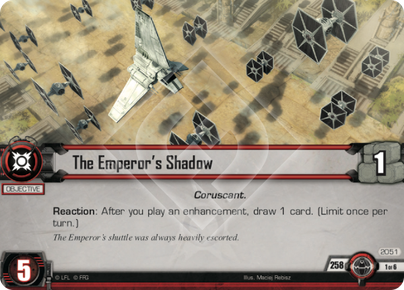 The Emperor's Shadow
1
OBJECTIVE
Coruscant.
Reaction: After you play an enhancement, draw 1 card. (Limit once per
turn.)
The Emperor's shuttle was always heavily escorted.
2051
258
1 of 6
5
© LFL © FFG
Illus. Maciej Rebisz